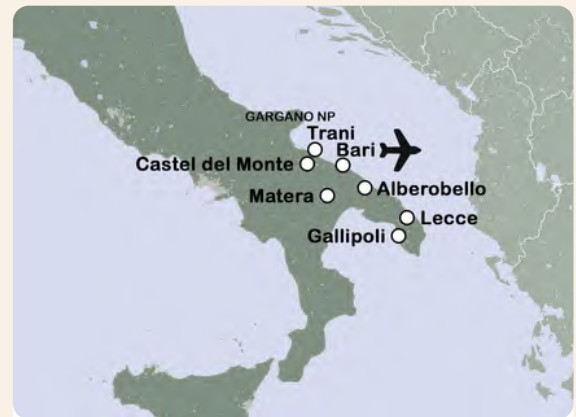 GARGANO NP
Trani
Bari
Castel del Monte
Alberobello
Matera
Lecce
Gallipoli